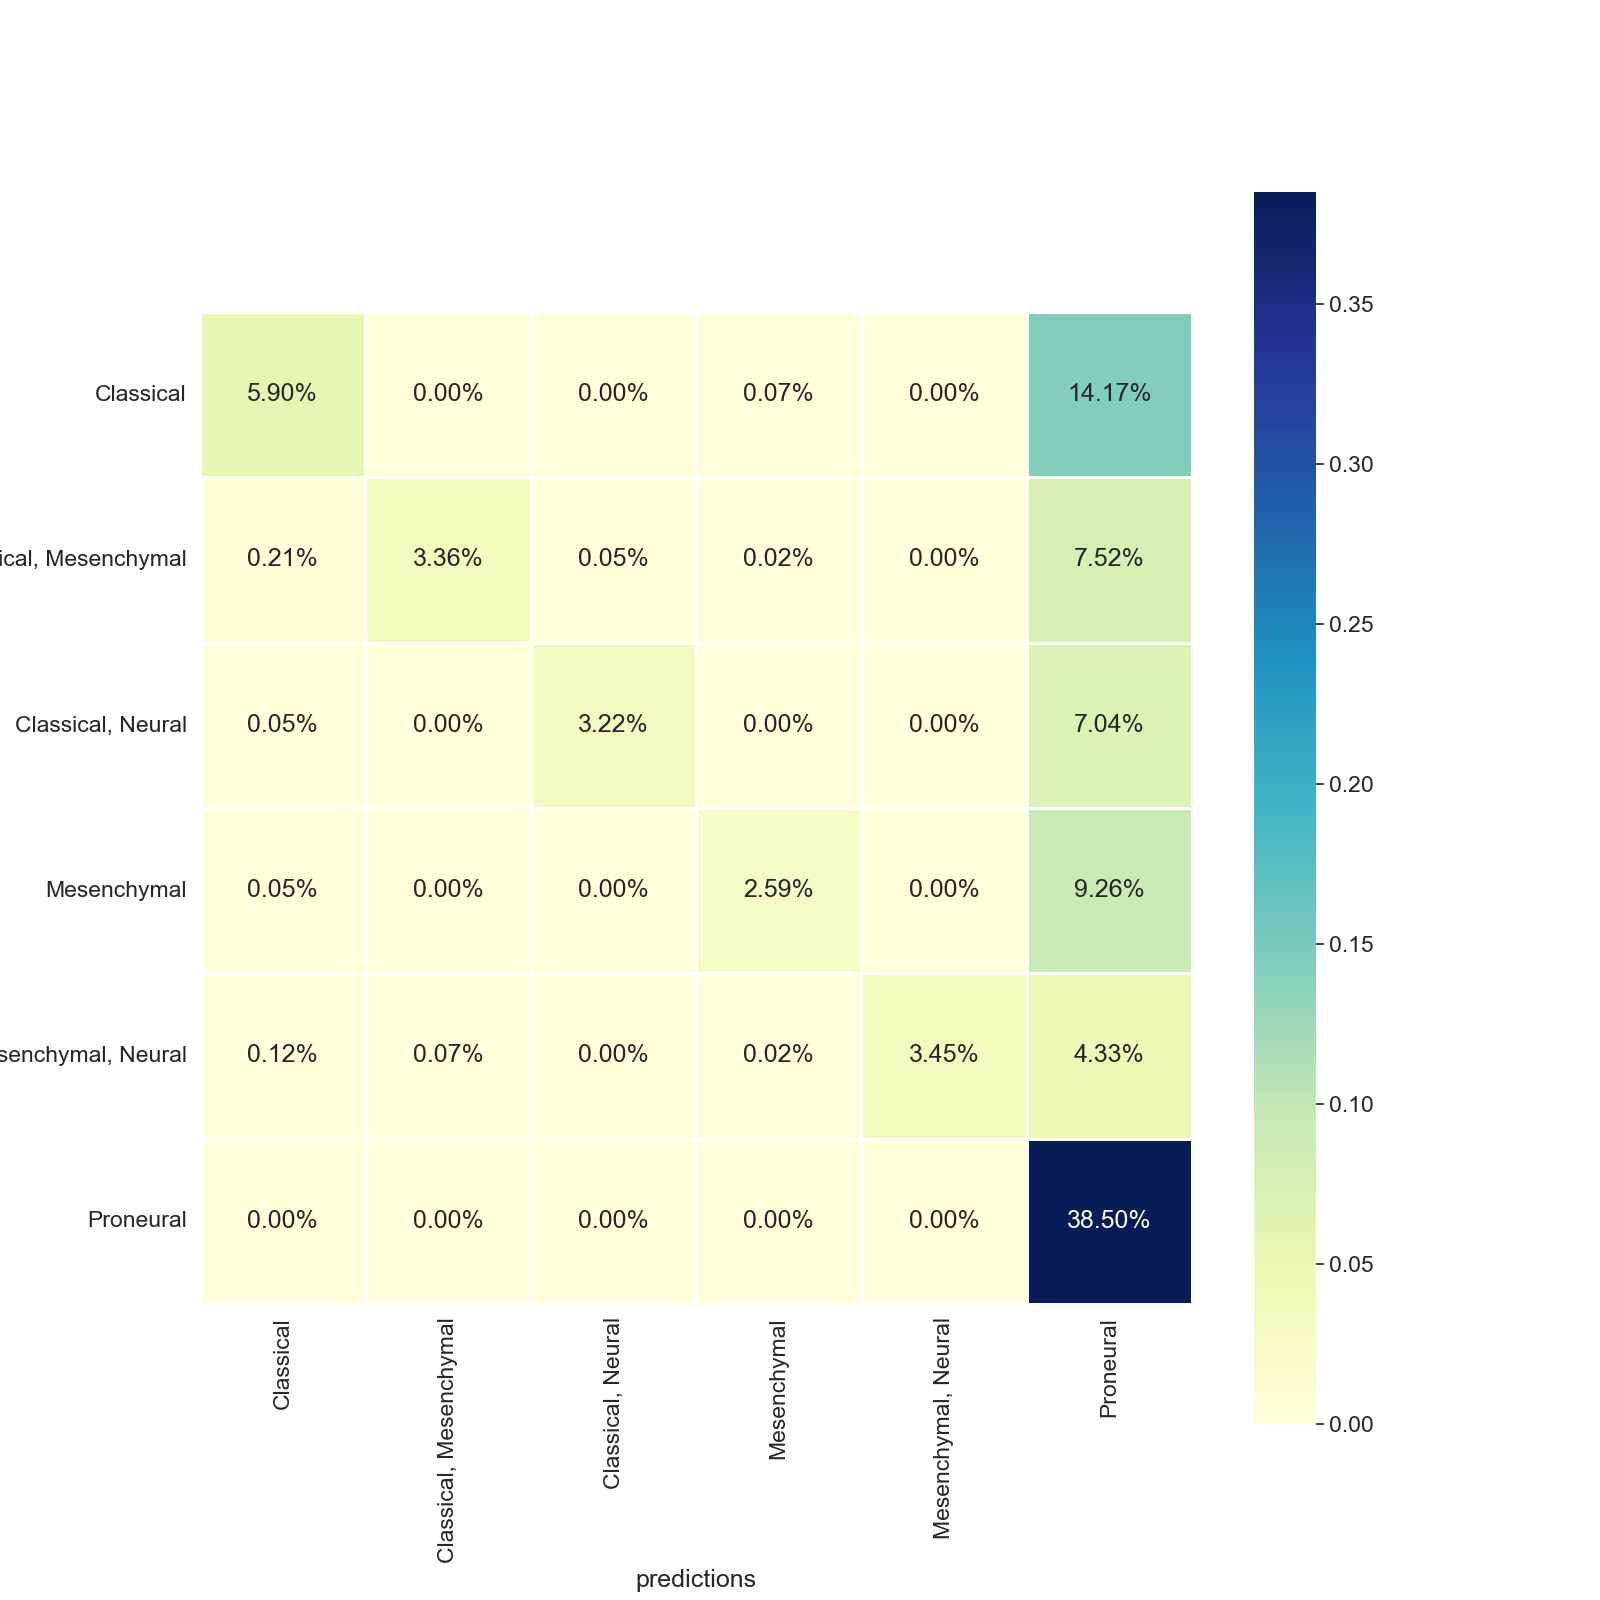 0.35
Classical 5.90% 0.00% 0.00% 0.07% 0.00% 14.17%
0.30
ical, Mesenchymal 0.21% 3.36% 0.05% 0.02% 0.00% 7.52%
0.25
Classical, Neural 0.05% 0.00% 3.22% 0.00% 0.00% 7.04%
0.20
Mesenchymal 0.05% 0.00% 0.00% 2.59% 0.00% 9.26%
0.15
senchymal, Neural 0.12% 0.07% 0.00% 0.02% 3.45% 4.33%
0.10
Proneural 0.00% 0.00% 0.00% 0.00% 0.00% 38.50%
0.05
0.00
Classical
Classical, Mesenchymal
Classical, Neural
Mesenchymal
Mesenchymal, Neural
Proneural
predictions